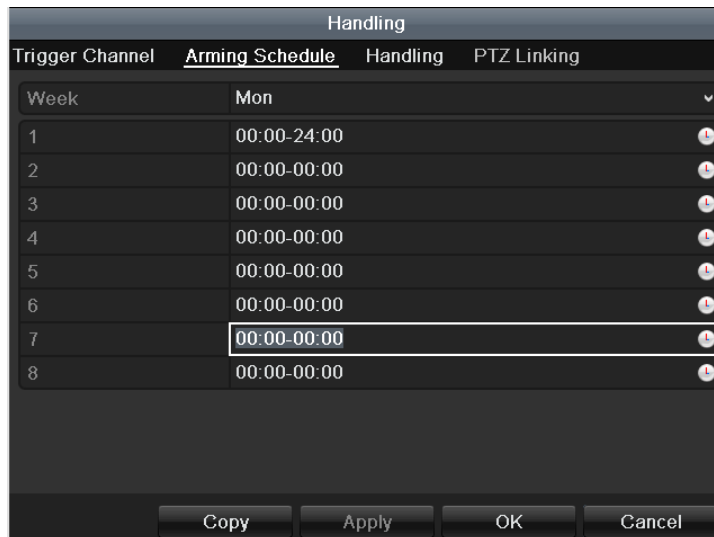 Handling
Trigger Channel Arming Schedule Handling PTZ Linking
Week Mon
1 00:00-24:00
2 00:00-00:00
3 00:00-00:00
4 00:00-00:00
5 00:00-00:00
6 00:00-00:00
7 00:00-00:00
8 00:00-00:00
Copy Apply OK Cancel